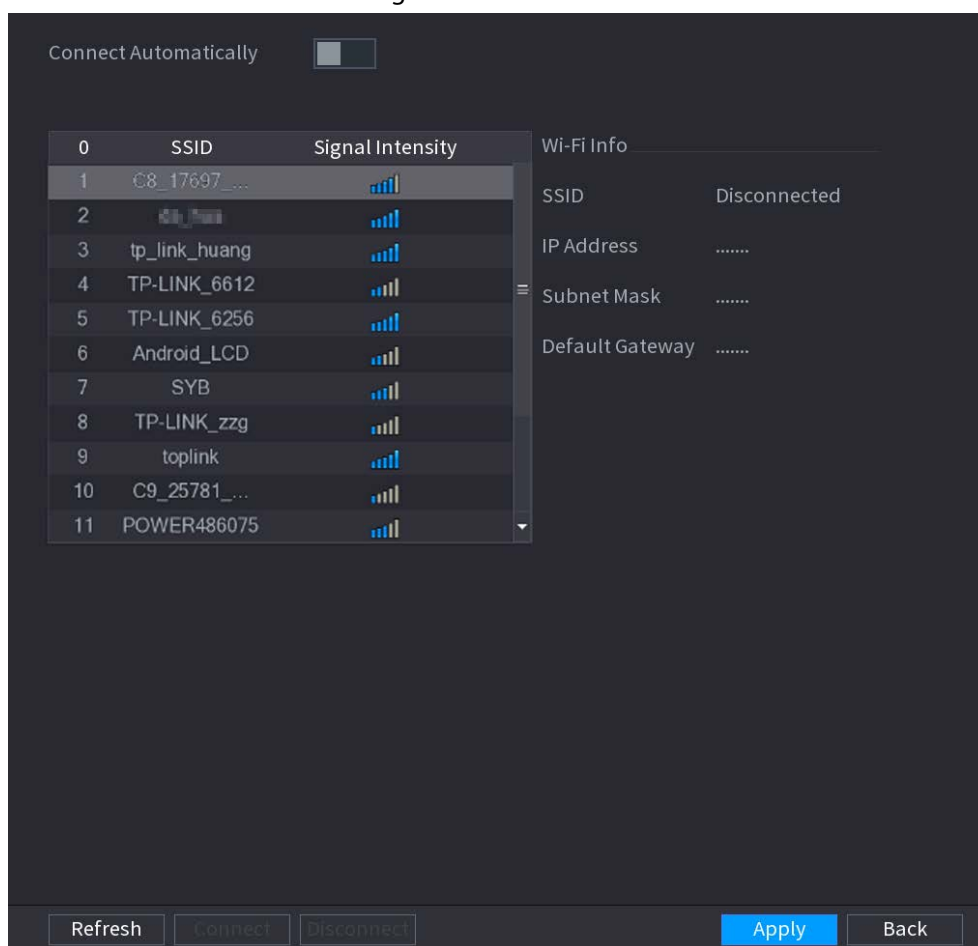 Connect Automatically
0 SSID Signal Intensity
1 C8_17697_...
2
3 tp_link_huang
4 TP-LINK_6612
5 TP-LINK_6256
6 Android_LCD
7 SYB
8 TP-LINK_zzg
9 toplink
10 C9_25781_...
11 POWER486075
Wi-Fi Info
SSID Disconnected
IP Address .......
Subnet Mask .......
Default Gateway .......
Refresh Connect Disconnect Apply Back